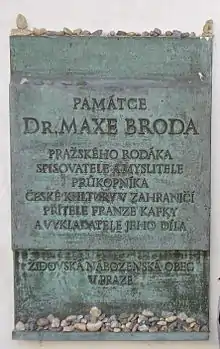 PAMÁTCE
DR. MAXE BRODA
PRAŽSKÉHO RODÁKA
SPISOVATELE A MYSLITELE
PRŮKOPNÍKA
ČESKÉ KULTURY V ZAHRANIČÍ
PŘÍTELE FRANZE KAFKY
A VYKLADATELE JEHO DÍLA
ŽIDOVSKÁ NÁBOŽENSKÁ OBEC
V PRAZE